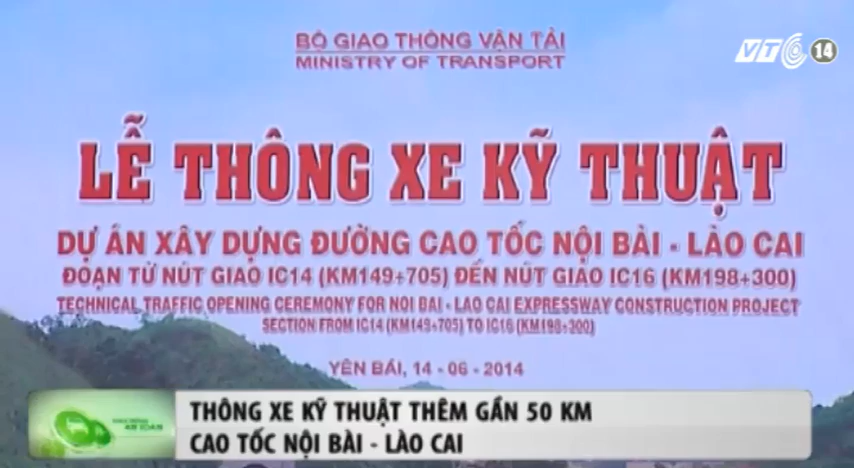 BỘ GIAO THÔNG VẬN TẢI
MINISTRY OF TRANSPORT
VTC 14
LỄ THÔNG XE KỸ THUẬT
DỰ ÁN XÂY DỰNG ĐƯỜNG CAO TỐC NỘI BÀI - LÀO CAI
ĐOẠN TỪ NÚT GIAO IC14 (KM149+705) ĐẾN NÚT GIAO IC16 (KM198+300)
TECHNICAL TRAFFIC OPENING CEREMONY FOR NOI BAI - LAO CAI EXPRESSWAY CONSTRUCTION PROJECT
SECTION FROM IC14 (KM149+705) TO IC16 (KM198+300)
YÊN BÁI, 14 - 06 - 2014
THÔNG XE KỸ THUẬT THÊM GẦN 50 KM
CAO TỐC NỘI BÀI - LÀO CAI